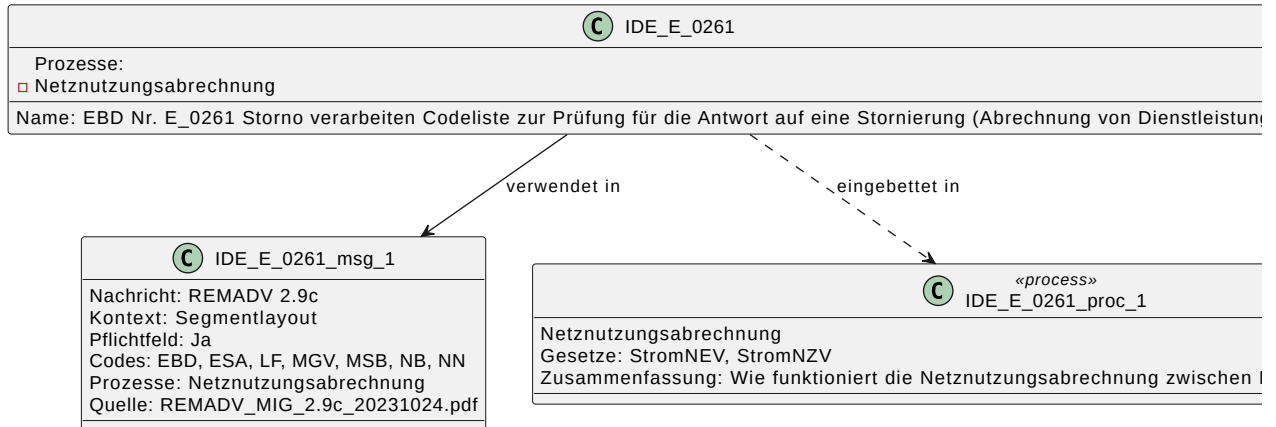 C IDE_E_0261
Prozesse:
Netznutzungsabrechnung
Name: EBD Nr. E_0261 Storno verarbeiten Codeliste zur Prüfung für die Antwort auf eine Stornierung (Abrechnung von Dienstleistung
verwendet in
eingebettet in
C IDE_E_0261_msg_1
Nachricht: REMADV 2.9c
Kontext: Segmentlayout
Pflichtfeld: Ja
Codes: EBD, ESA, LF, MGV, MSB, NB, NN
Prozesse: Netznutzungsabrechnung
Quelle: REMADV_MIG_2.9c_20231024.pdf
«process»
C IDE_E_0261_proc_1
Netznutzungsabrechnung
Gesetze: StromNEV, StromNZV
Zusammenfassung: Wie funktioniert die Netznutzungsabrechnung zwischen